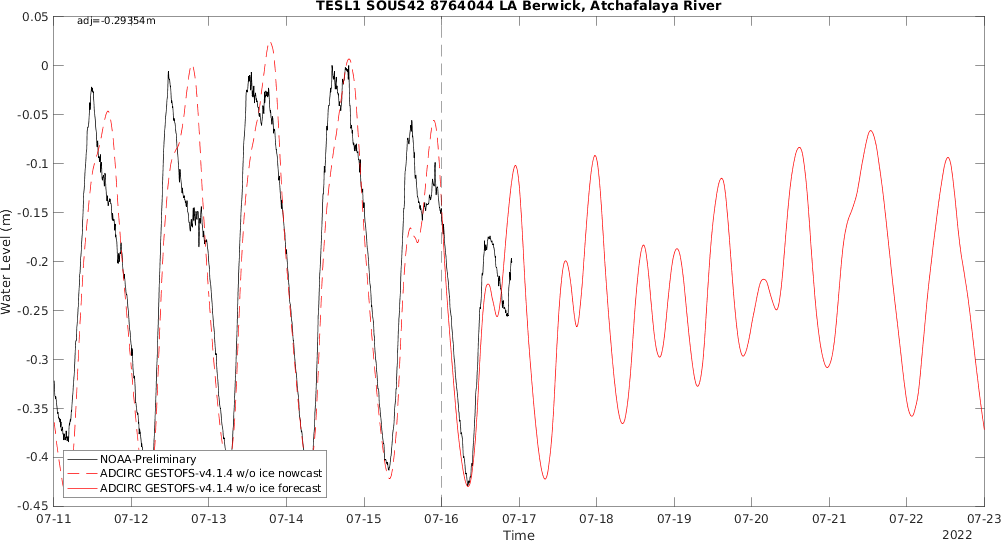 TESL1 SOUS42 8764044 LA Berwick, Atchafalaya River
adj=-0.29354m
0.05
0
-0.05
-0.1
-0.15
-0.2
-0.25
-0.3
-0.35
-0.4
-0.45
Water Level (m)
NOAA-Preliminary
ADCIRC GESTOFS-v4.1.4 w/o ice nowcast
ADCIRC GESTOFS-v4.1.4 w/o ice forecast
07-11 07-12 07-13 07-14 07-15 07-16 07-17 07-18 07-19 07-20 07-21 07-22 07-23
Time
2022